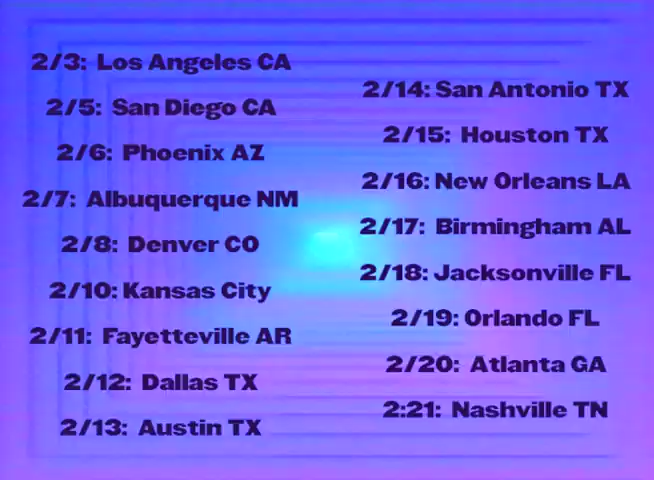 2/3: Los Angeles CA
2/5: San Diego CA
2/6: Phoenix AZ
2/7: Albuquerque NM
2/8: Denver CO
2/10: Kansas City
2/11: Fayetteville AR
2/12: Dallas TX
2/13: Austin TX
2/14: San Antonio TX
2/15: Houston TX
2/16: New Orleans LA
2/17: Birmingham AL
2/18: Jacksonville FL
2/19: Orlando FL
2/20: Atlanta GA
2:21: Nashville TN